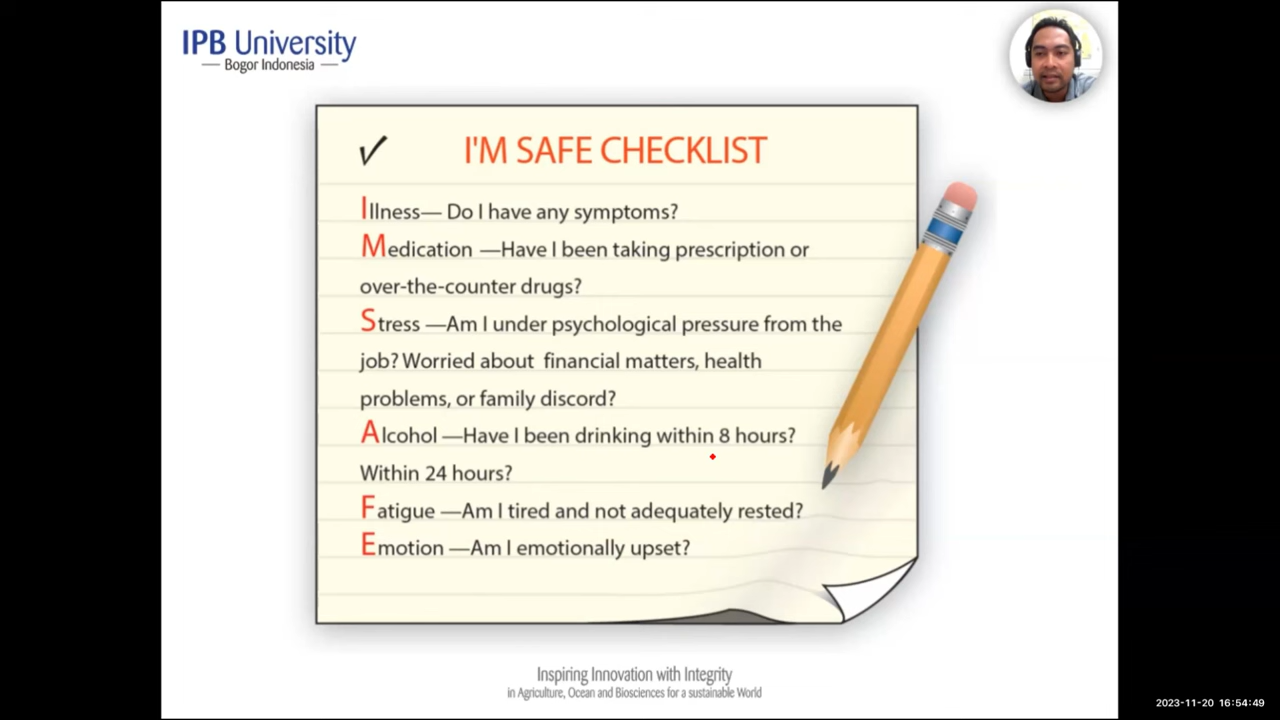 IPB University
Bogor Indonesia
I'M SAFE CHECKLIST
Illness— Do I have any symptoms?
Medication —Have I been taking prescription or
over-the-counter drugs?
Stress —Am I under psychological pressure from the
job? Worried about financial matters, health
problems, or family discord?
Alcohol —Have I been drinking within 8 hours?
Within 24 hours?
Fatigue —Am I tired and not adequately rested?
Emotion —Am I emotionally upset?
Inspiring Innovation with Integrity
in Agriculture, Ocean and Biosciences for a sustainable World
2023-11-20 16:54:49